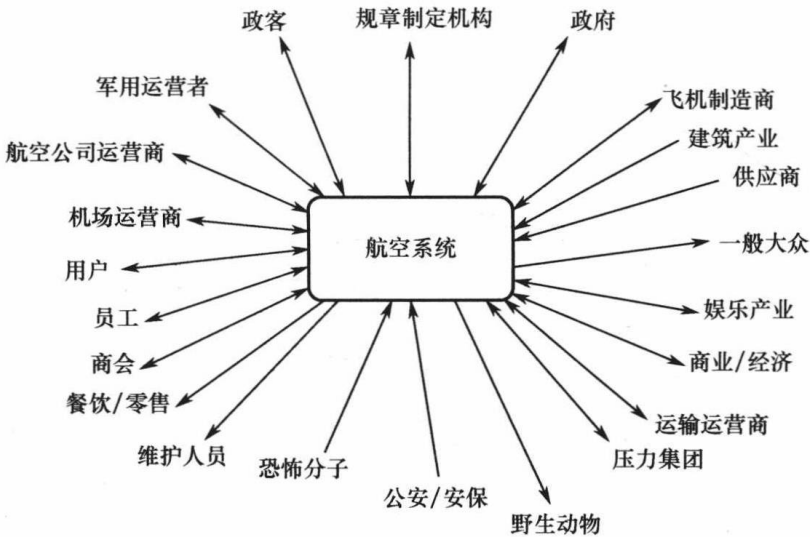 政客
规章制定机构
政府
军用运营者
飞机制造商
航空公司运营商
建筑产业
供应商
机场运营商
航空系统
一般大众
用户
员工
娱乐产业
商会
商业/经济
餐饮/零售
运输运营商
维护人员
恐怖分子
压力集团
公安/安保
野生动物